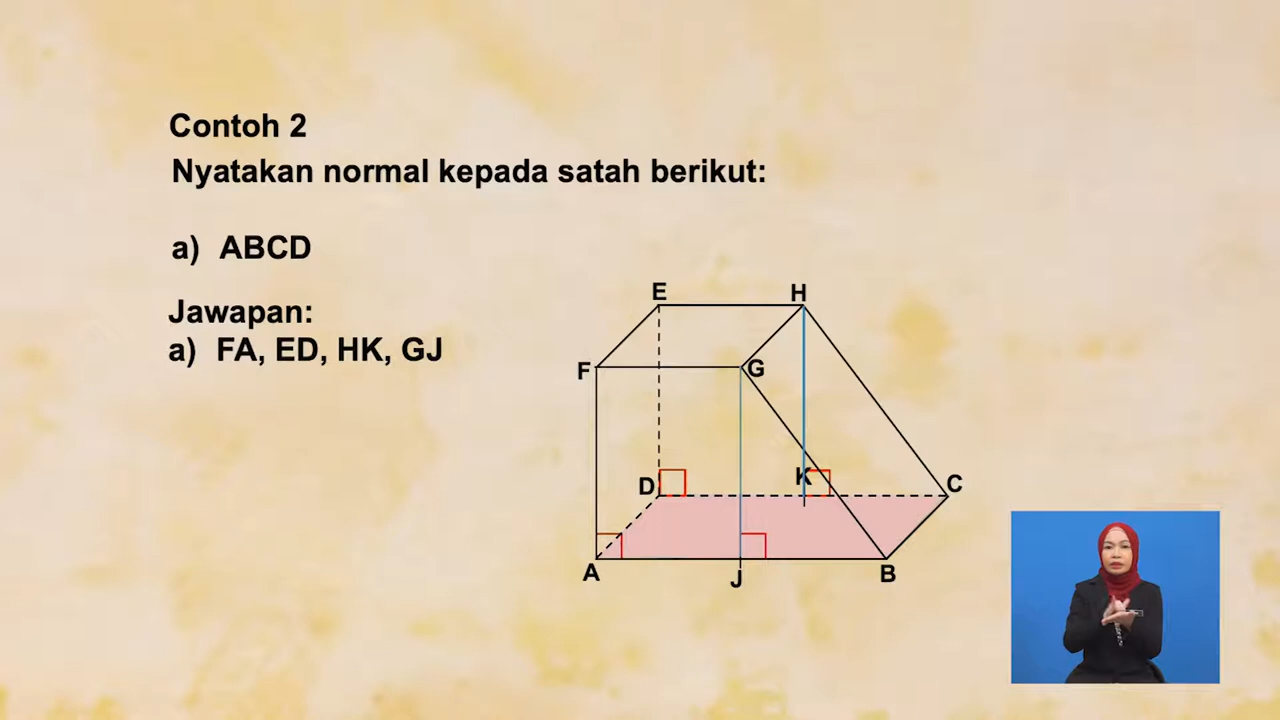 Contoh 2
Nyatakan normal kepada satah berikut:
a) ABCD
Jawapan:
a) FA, ED, HK, GJ
E
H
F
G
D
K
C
A
J
B